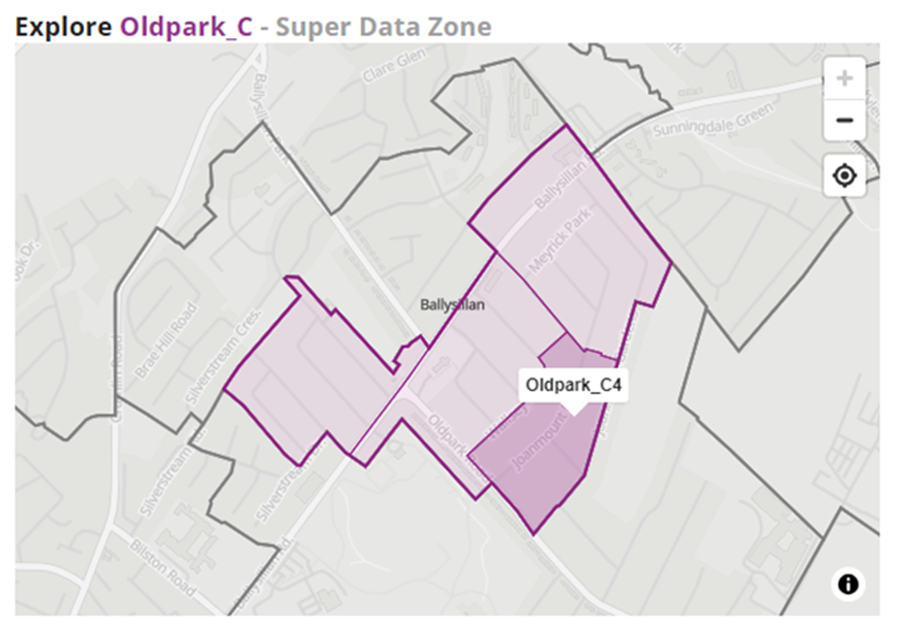 Explore Oldpark_C - Super Data Zone
Clare Glen
Sunningdale Green
Ballysillan
Meyrick Park
Ballysillan
Brae Hill Road
Silverstream Cres.
Oldpark_C4
Oldpark
Joanmount
Silverstream
Silverstream
Bilston Road